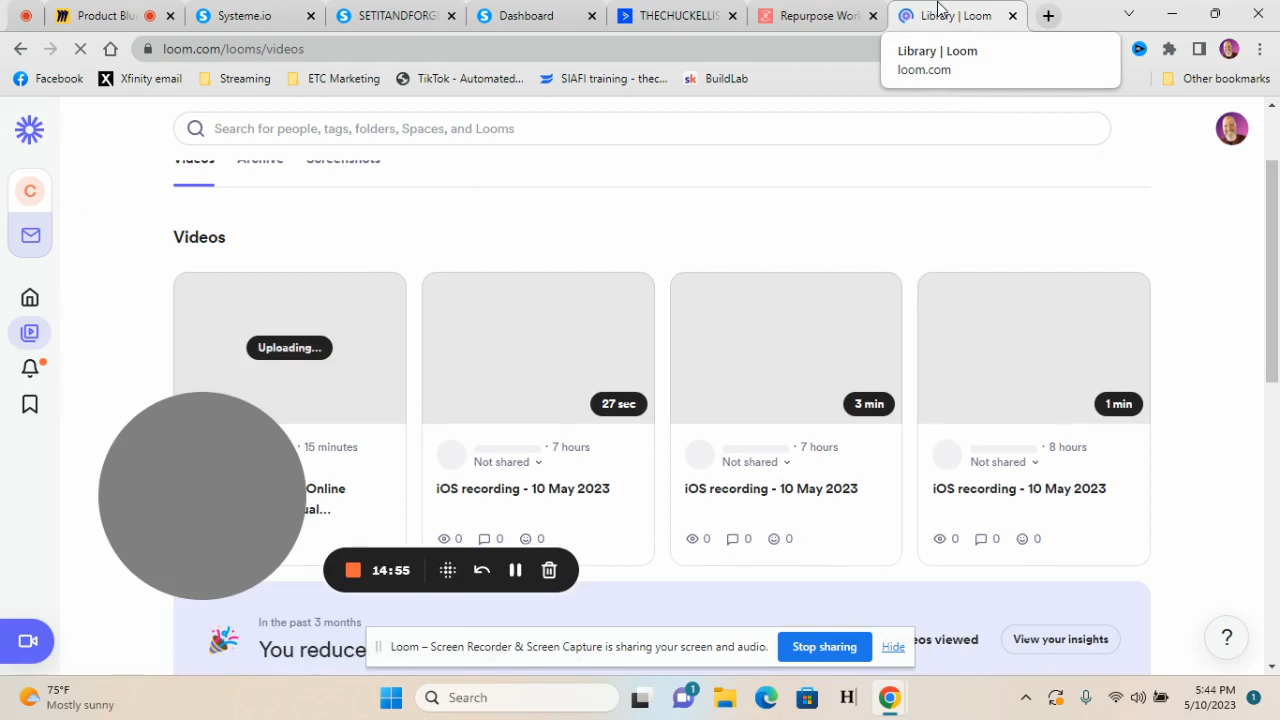 Product Blu
Systeme.io
SETITANDFORG
Dashboard
THECHUCKELLIS
Repurpose Work
Library | Loom
loom.com/looms/videos
Library | Loom
loom.com
Facebook
X
Xfinity email
Streaming
ETC Marketing
TikTok - Automated...
SIAFI training - thec...
sk
BuildLab
Other bookmarks
Search for people, tags, folders, Spaces, and Looms
C
Videos
Archive
Screenshots
Videos
Uploading...
27 sec
3 min
1 min
· 15 minutes
· 7 hours
Not shared
· 7 hours
Not shared
· 8 hours
Not shared
Online
ual...
iOS recording - 10 May 2023
iOS recording - 10 May 2023
iOS recording - 10 May 2023
0 0 0
0 0 0
0 0 0
14:55
In the past 3 months
You reduce
eos viewed
View your insights
Loom – Screen Recorder & Screen Capture is sharing your screen and audio.
Stop sharing
Hide
?
75°F
Mostly sunny
Search
1
H
5:44 PM
5/10/2023
1